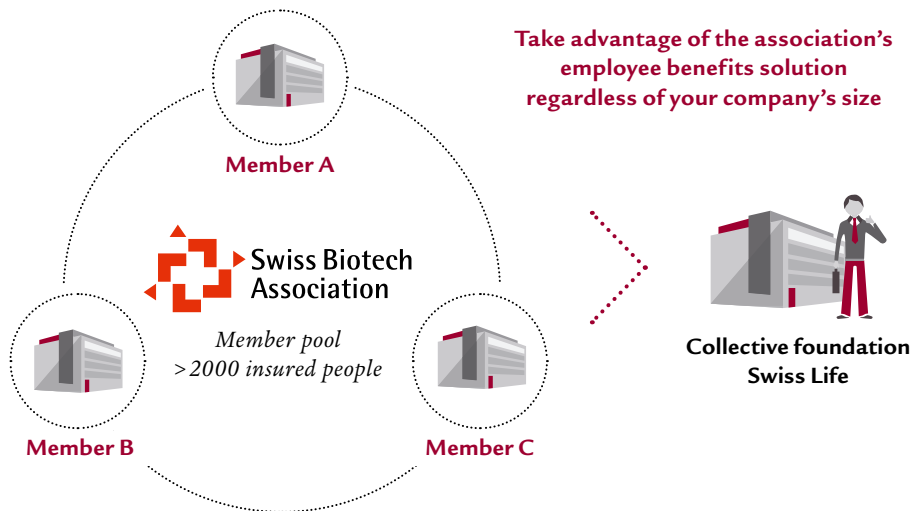 Take advantage of the association's
employee benefits solution
regardless of your company's size
Member A
Swiss Biotech
Association
Member pool
>2000 insured people
Member B
Member C
Collective foundation
Swiss Life